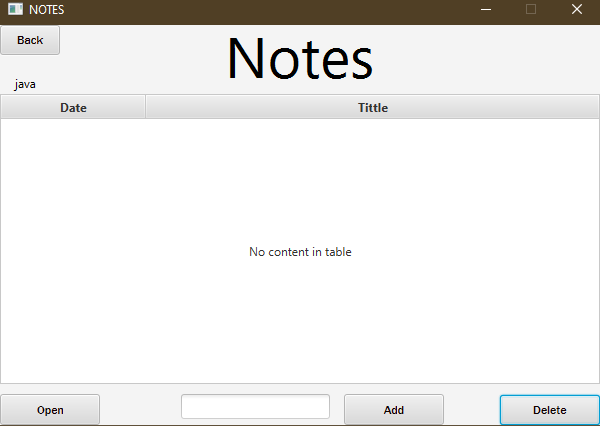 NOTES
Back
Notes
java
Date Tittle
No content in table
Open Add Delete